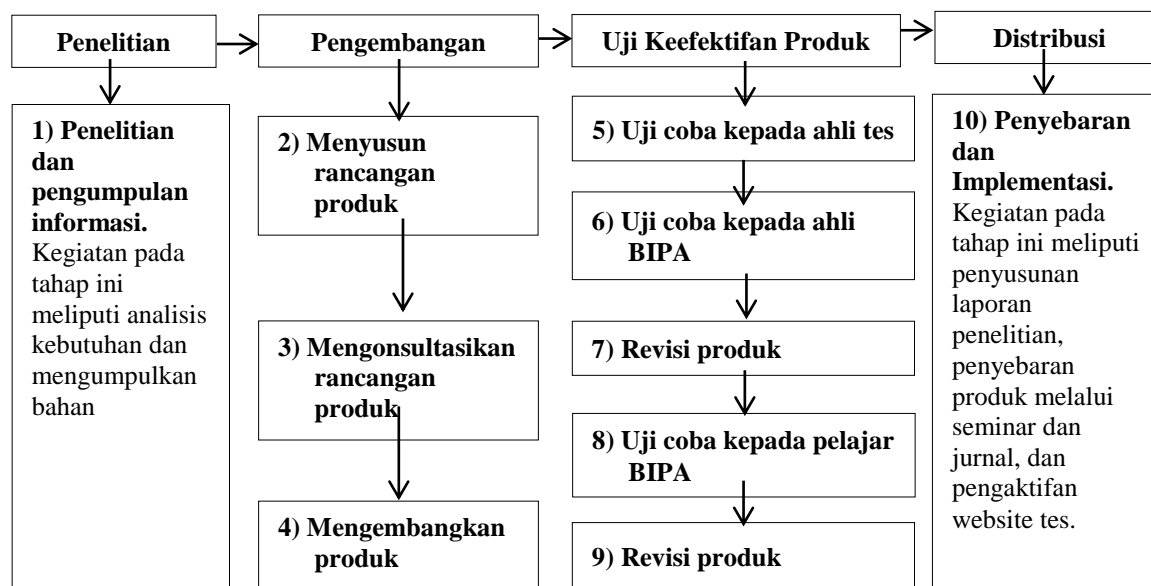 Penelitian
Pengembangan
Uji Keefektifan Produk
Distribusi
1) Penelitian
dan
pengumpulan
informasi.
Kegiatan pada
tahap ini
meliputi analisis
kebutuhan dan
mengumpulkan
bahan
2) Menyusun
rancangan
produk
3) Mengonsultasikan
rancangan
produk
4) Mengembangkan
produk
5) Uji coba kepada ahli tes
6) Uji coba kepada ahli
BIPA
7) Revisi produk
8) Uji coba kepada pelajar
BIPA
9) Revisi produk
10) Penyebaran
dan
Implementasi.
Kegiatan pada
tahap ini meliputi
penyusunan
laporan
penelitian,
penyebaran
produk melalui
seminar dan
jurnal, dan
pengaktifan
website tes.